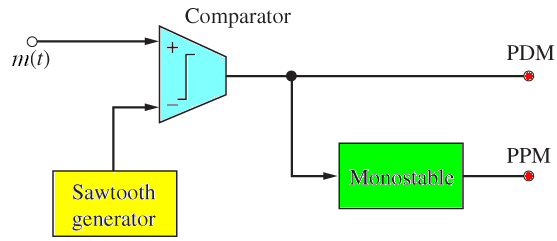 Comparator
PDM
m(t)
+
−
PPM
Monostable
Sawtooth
generator